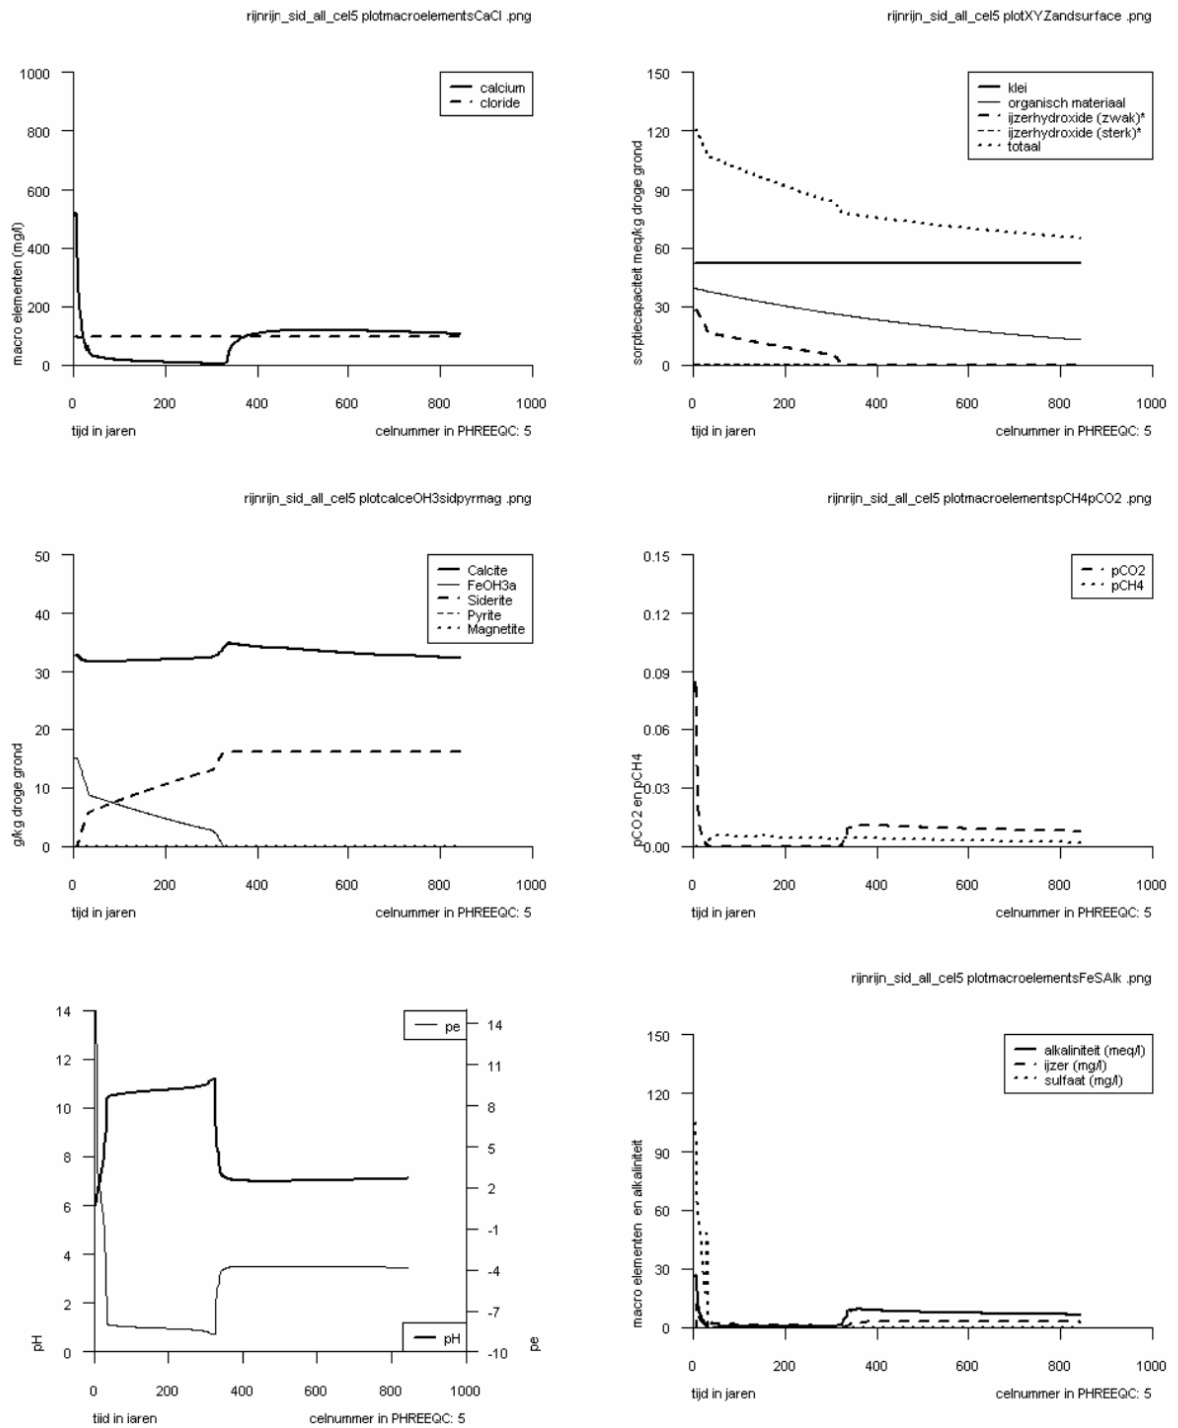 rijnrijn_sid_all_cel5 plotmacroelementsCaCl .png
macro elementen (mg/l)
1000
800
600
400
200
0
calcium
cloride
0 200 400 600 800 1000
tijd in jaren celnummer in PHREEQC: 5
rijnrijn_sid_all_cel5 plotXYZandsurface .png
sorptiecapaciteit meq/kg droge grond
150
120
90
60
30
0
klei
organisch materiaal
ijzerhydroxide (zwak)*
ijzerhydroxide (sterk)*
totaal
0 200 400 600 800 1000
tijd in jaren celnummer in PHREEQC: 5
rijnrijn_sid_all_cel5 plotcalceOH3sidpyrmag .png
g/kg droge grond
50
40
30
20
10
0
Calcite
FeOH3a
Siderite
Pyrite
Magnetite
0 200 400 600 800 1000
tijd in jaren celnummer in PHREEQC: 5
rijnrijn_sid_all_cel5 plotmacroelementspCH4pCO2 .png
pCO2 en pCH4
0.15
0.12
0.09
0.06
0.03
0.00
pCO2
pCH4
0 200 400 600 800 1000
tijd in jaren celnummer in PHREEQC: 5
pH
14
12
10
8
6
4
2
0
pe
pH
14
11
8
5
2
-1
-4
-7
-10
pe
0 200 400 600 800 1000
tijd in jaren celnummer in PHREEQC: 5
rijnrijn_sid_all_cel5 plotmacroelementsFeSAlk .png
macro elementen en alkaliniteit
150
120
90
60
30
0
alkaliniteit (meq/l)
ijzer (mg/l)
sulfaat (mg/l)
0 200 400 600 800 1000
tijd in jaren celnummer in PHREEQC: 5